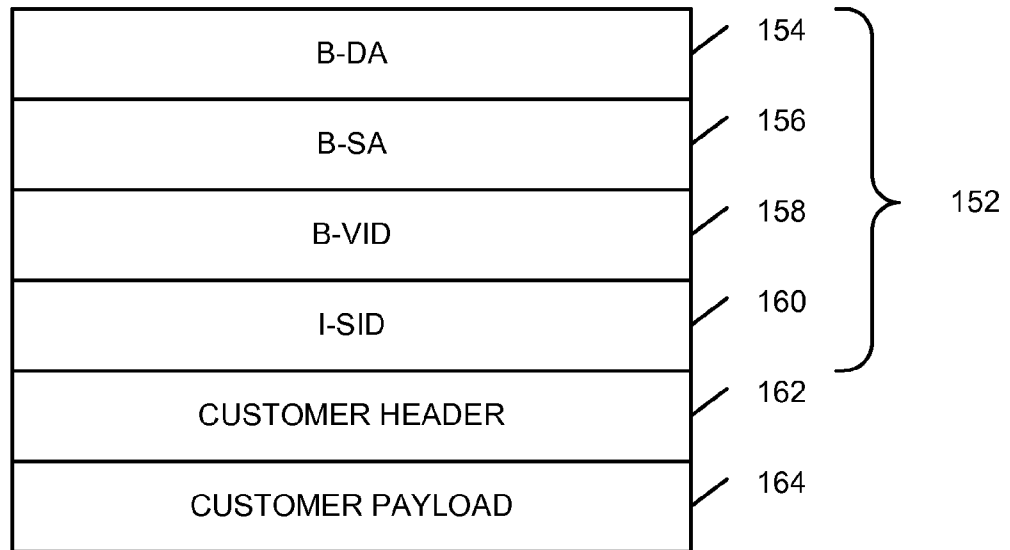 B-DA 154
B-SA 156
152
B-VID 158
I-SID 160
CUSTOMER HEADER 162
CUSTOMER PAYLOAD 164